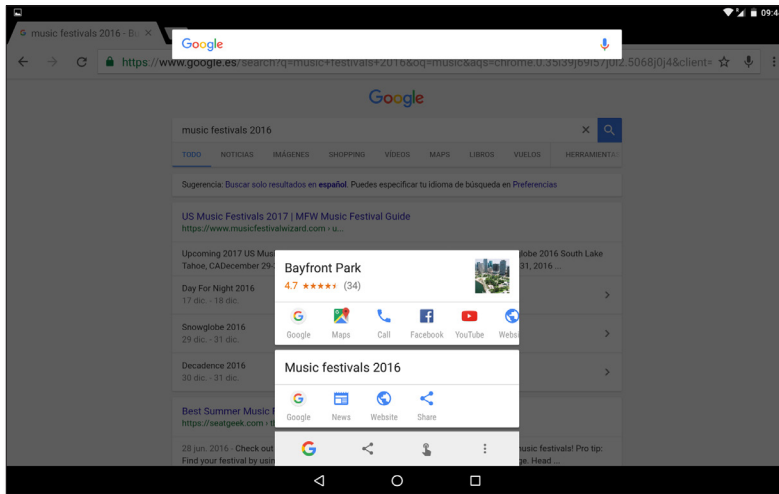 09:4
music festivals 2016 - B
Google
https://www.google.es/search?q=music+festivals+2016&oq=music&aqs=chrome.0.35i39j69i57j0l2.5068j0j4&client=
Google
music festivals 2016
TODO NOTICIAS IMÁGENES SHOPPING VÍDEOS MAPS LIBROS VUELOS HERRAMIENTA
Sugerencia: Buscar solo resultados en español. Puedes especificar tu idioma de búsqueda en Preferencias
US Music Festivals 2017 | MFW Music Festival Guide
https://www.musicfestivalwizard.com › u...
Upcoming 2017 US Mus
lobe 2016 South Lake
Tahoe, CADecember 29-
31, 2016 ...
Day For Night 2016
17 dic. - 18 dic.
Snowglobe 2016
29 dic. - 31 dic.
Decadence 2016
30 dic. - 31 dic.
Bayfront Park
4.7 ★★★★★ (34)
Google Maps Call Facebook YouTube Websi
Music festivals 2016
Google News Website Share
Best Summer Music F
https://seatgeek.com › t
28 jun. 2016 - Check out
usic festivals! Pro tip:
Find your festival by usin
ge. Head ...